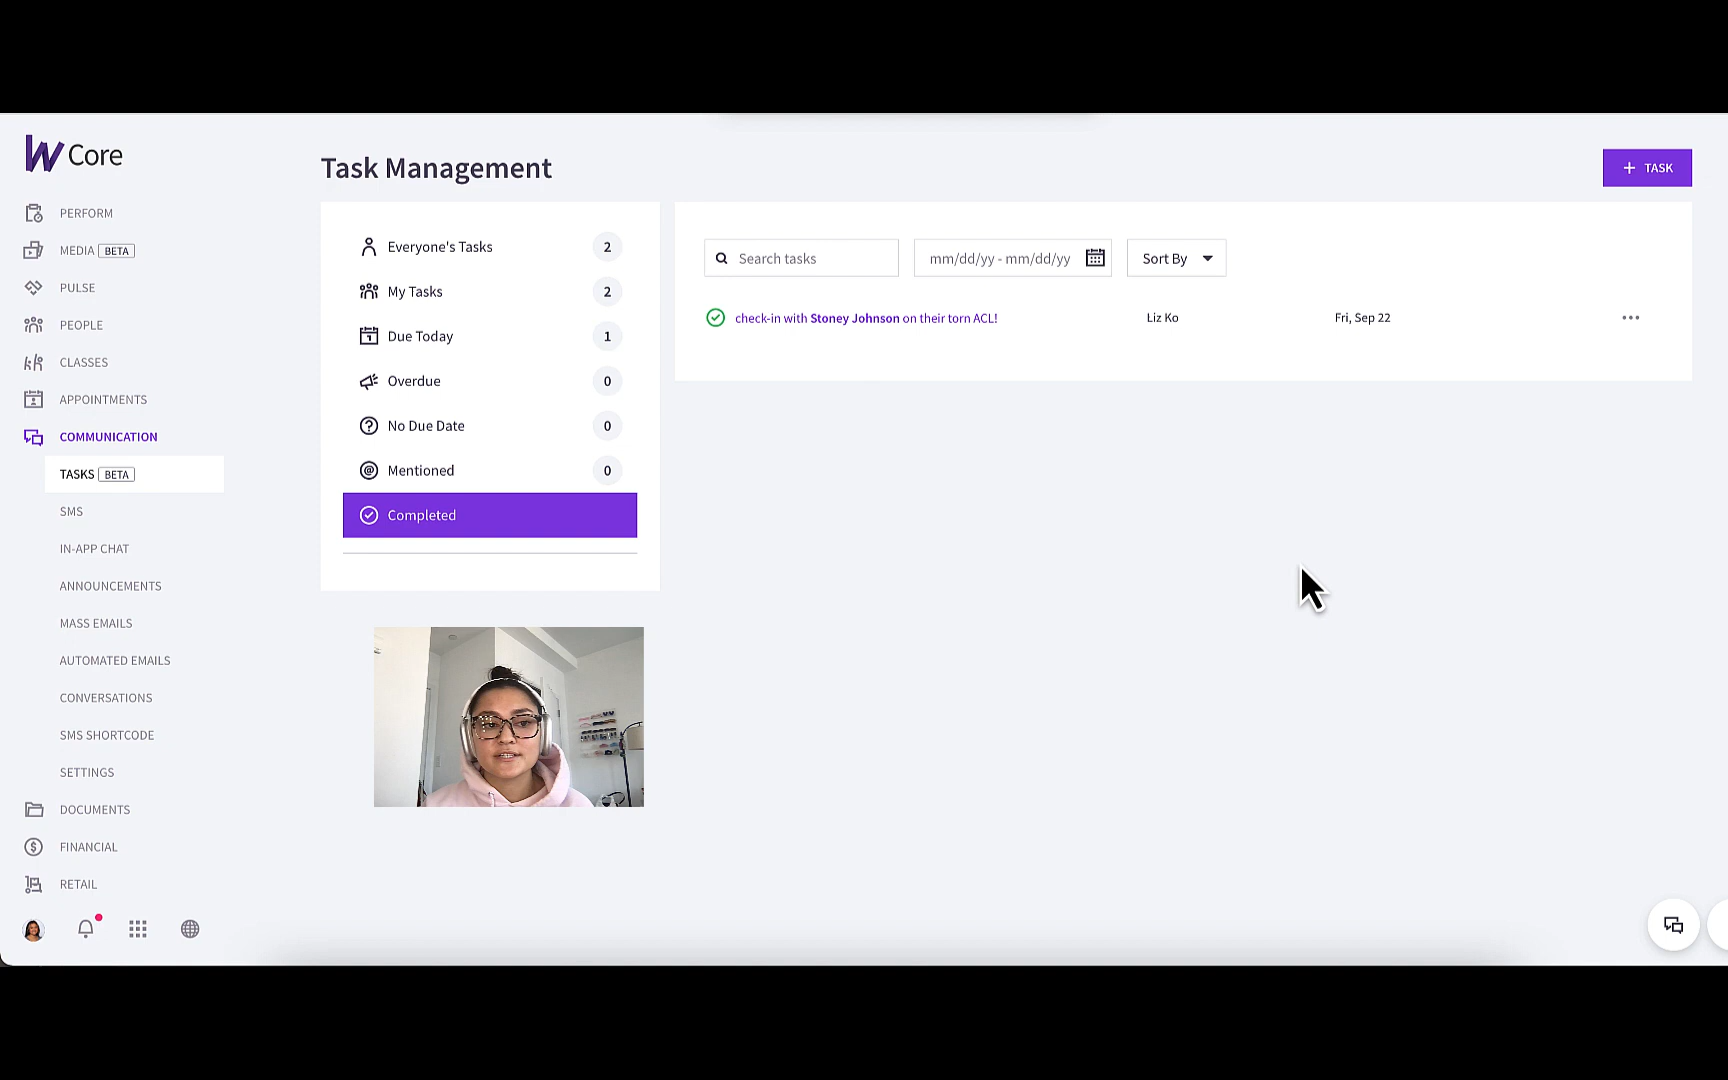 W Core
PERFORM
MEDIA BETA
PULSE
PEOPLE
CLASSES
APPOINTMENTS
COMMUNICATION
TASKS BETA
SMS
IN-APP CHAT
ANNOUNCEMENTS
MASS EMAILS
AUTOMATED EMAILS
CONVERSATIONS
SMS SHORTCODE
SETTINGS
DOCUMENTS
FINANCIAL
RETAIL
Task Management
+ TASK
Everyone's Tasks 2
My Tasks 2
Due Today 1
Overdue 0
No Due Date 0
Mentioned 0
Completed
Search tasks
mm/dd/yy - mm/dd/yy
Sort By
check-in with Stoney Johnson on their torn ACL! Liz Ko Fri, Sep 22